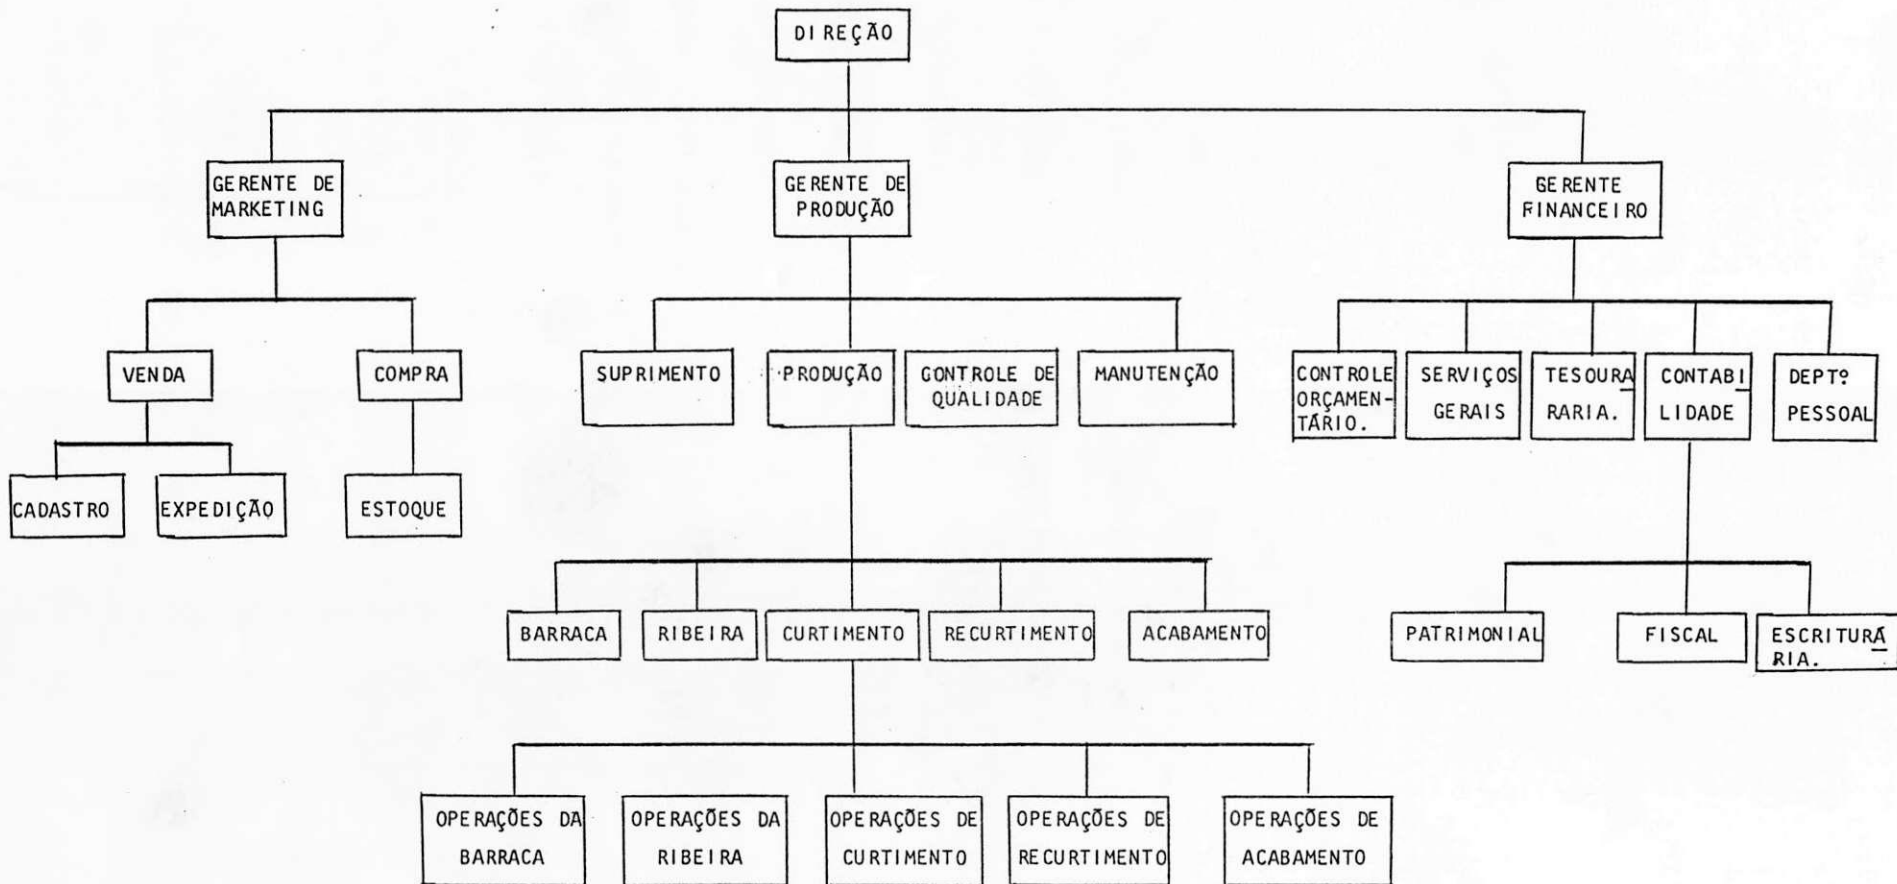 DIREÇÃO
GERENTE DE
MARKETING
GERENTE DE
PRODUÇÃO
GERENTE
FINANCEIRO
VENDA
COMPRA
SUPRIMENTO
PRODUÇÃO
CONTROLE DE
QUALIDADE
MANUTENÇÃO
CONTROLE
ORÇAMEN-
TÁRIO.
SERVIÇOS
GERAIS
TESOURA
RARIA.
CONTABI
LIDADE
DEPTº
PESSOAL
CADASTRO
EXPEDIÇÃO
ESTOQUE
BARRACA
RIBEIRA
CURTIMENTO
RECURTIMENTO
ACABAMENTO
PATRIMONIAL
FISCAL
ESCRITURA
RIA.
OPERAÇÕES DA
BARRACA
OPERAÇÕES DA
RIBEIRA
OPERAÇÕES DE
CURTIMENTO
OPERAÇÕES DE
RECURTIMENTO
OPERAÇÕES DE
ACABAMENTO